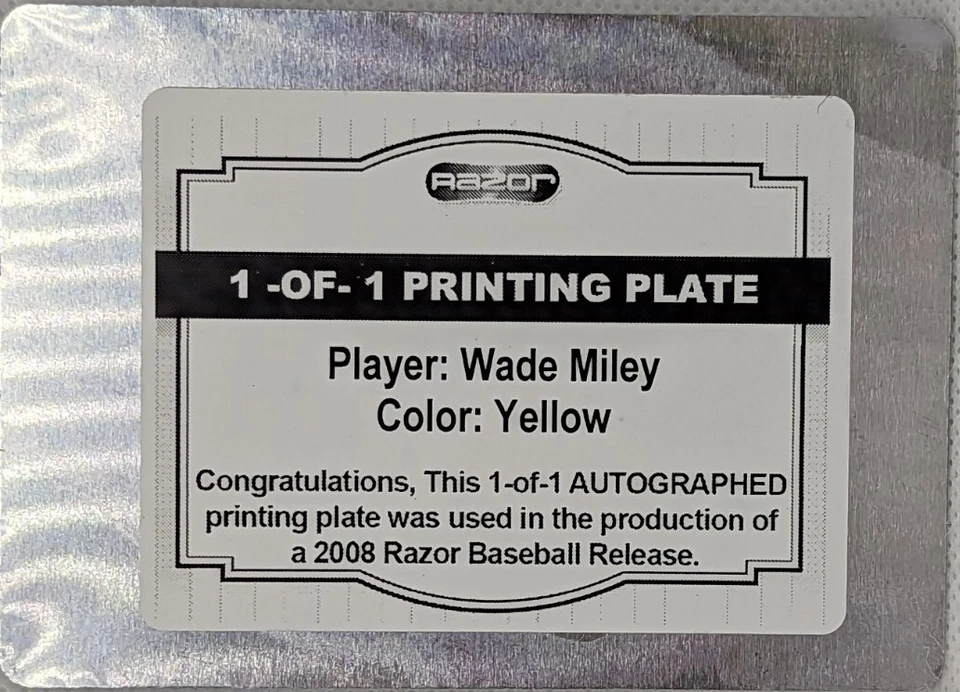 Razor
1 -OF- 1 PRINTING PLATE
Player: Wade Miley
Color: Yellow
Congratulations, This 1-of-1 AUTOGRAPHED
printing plate was used in the production of
a 2008 Razor Baseball Release.